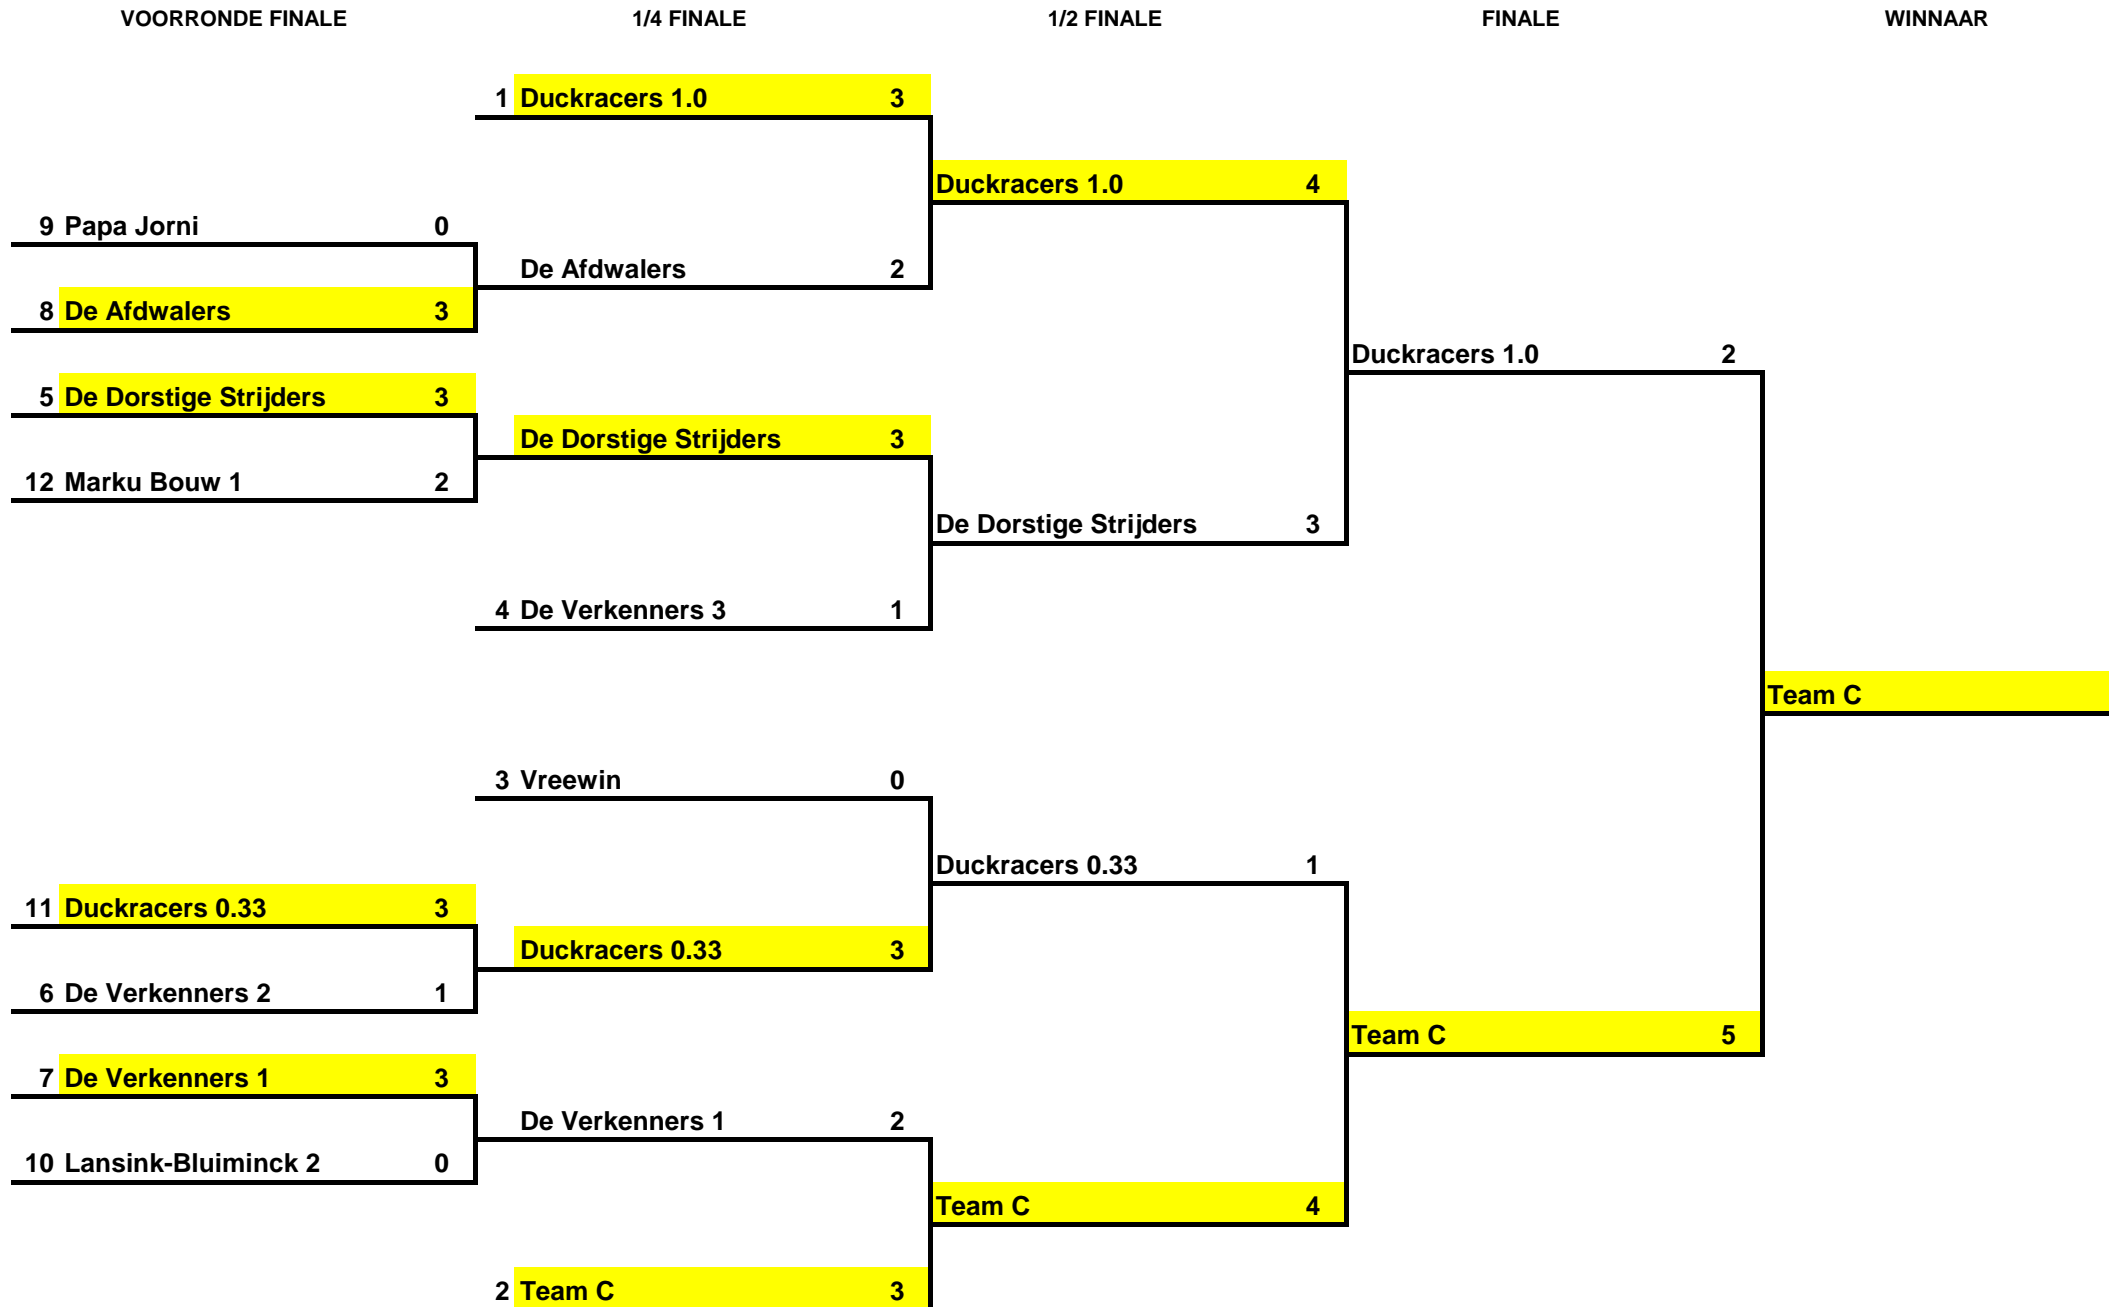 VOORRONDE FINALE 1/4 FINALE 1/2 FINALE FINALE WINNAAR
1 Duckracers 1.0 3
Duckracers 1.0 4
9 Papa Jorni 0
De Afdwalers 2
8 De Afdwalers 3
Duckracers 1.0 2
5 De Dorstige Strijders 3
De Dorstige Strijders 3
12 Marku Bouw 1 2
De Dorstige Strijders 3
4 De Verkenners 3 1
Team C
3 Vreewin 0
Duckracers 0.33 1
11 Duckracers 0.33 3
Duckracers 0.33 3
6 De Verkenners 2 1
Team C 5
7 De Verkenners 1 3
De Verkenners 1 2
10 Lansink-Bluiminck 2 0
Team C 4
2 Team C 3